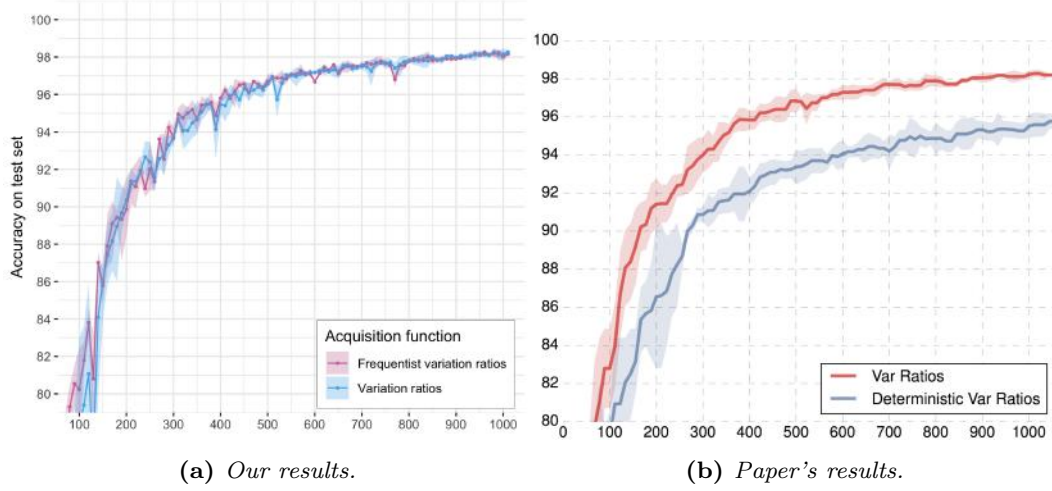 100
98
96
94
92
90
88
86
84
82
80
Accuracy on test set
100 200 300 400 500 600 700 800 900 1000
Acquisition function
Frequentist variation ratios
Variation ratios
(a) Our results.
100
98
96
94
92
90
88
86
84
82
80
0 100 200 300 400 500 600 700 800 900 1000
Var Ratios
Deterministic Var Ratios
(b) Paper's results.